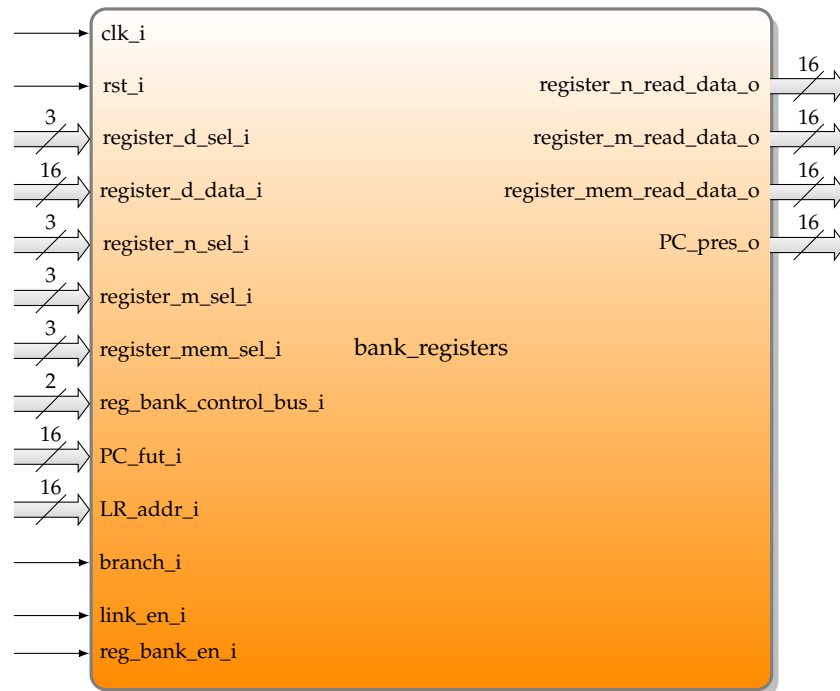 clk_i
rst_i
3
register_d_sel_i
16
register_d_data_i
3
register_n_sel_i
3
register_m_sel_i
3
register_mem_sel_i
2
reg_bank_control_bus_i
16
PC_fut_i
16
LR_addr_i
branch_i
link_en_i
reg_bank_en_i
bank_registers
16
register_n_read_data_o
16
register_m_read_data_o
16
register_mem_read_data_o
16
PC_pres_o